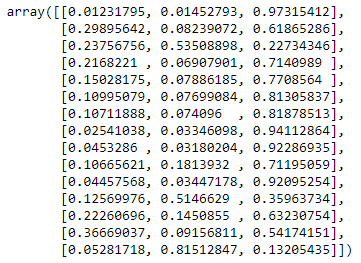 array([[0.01231795, 0.01452793, 0.97315412],
[0.29895642, 0.08239072, 0.61865286],
[0.23756756, 0.53508898, 0.22734346],
[0.2168221 , 0.06907901, 0.7140989 ],
[0.15028175, 0.07886185, 0.7708564 ],
[0.10995079, 0.07699084, 0.81305837],
[0.10711888, 0.074096  , 0.81878513],
[0.02541038, 0.03346098, 0.94112864],
[0.0453286 , 0.03180204, 0.92286935],
[0.10665621, 0.1813932 , 0.71195059],
[0.04457568, 0.03447178, 0.92095254],
[0.12569976, 0.5146629 , 0.35963734],
[0.22260696, 0.1450855 , 0.63230754],
[0.36669037, 0.09156811, 0.54174151],
[0.05281718, 0.81512847, 0.13205435]])